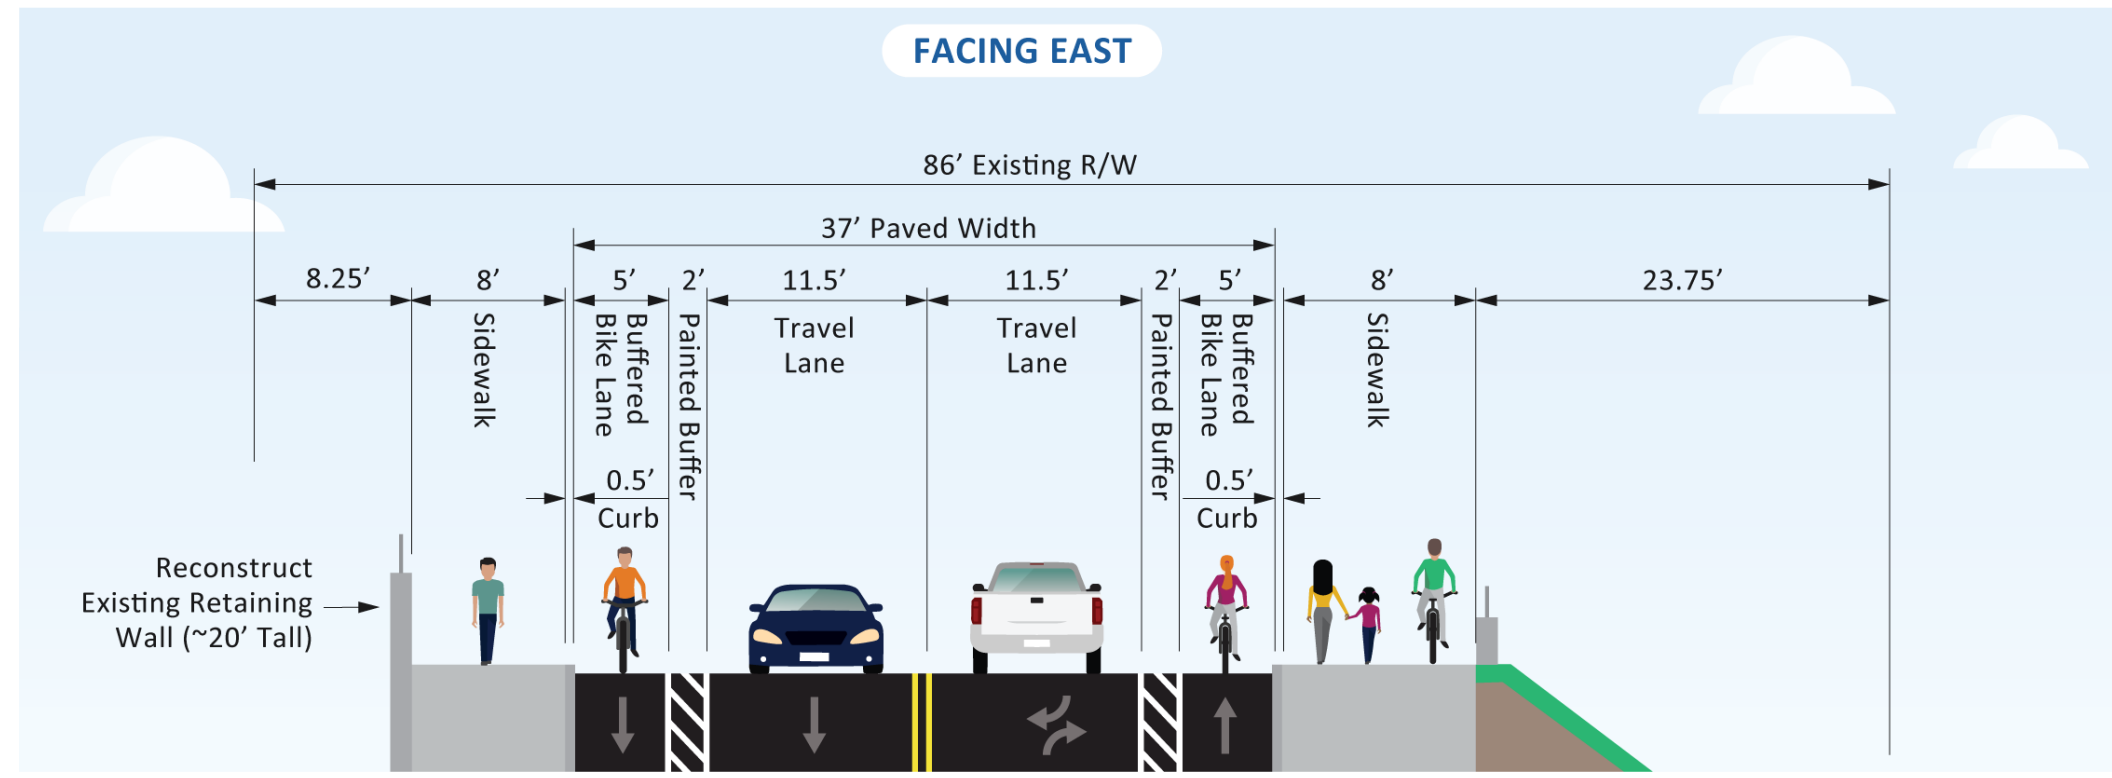 FACING EAST
86’ Existing R/W
37’ Paved Width
8.25’
8’
5’
2’
11.5’
11.5’
2’
5’
8’
23.75’
Sidewalk
Buffered
Bike Lane
Painted Buffer
Travel
Lane
Travel
Lane
Painted Buffer
Buffered
Bike Lane
Sidewalk
0.5’
Curb
0.5’
Curb
Reconstruct
Existing Retaining
Wall (~20’ Tall)